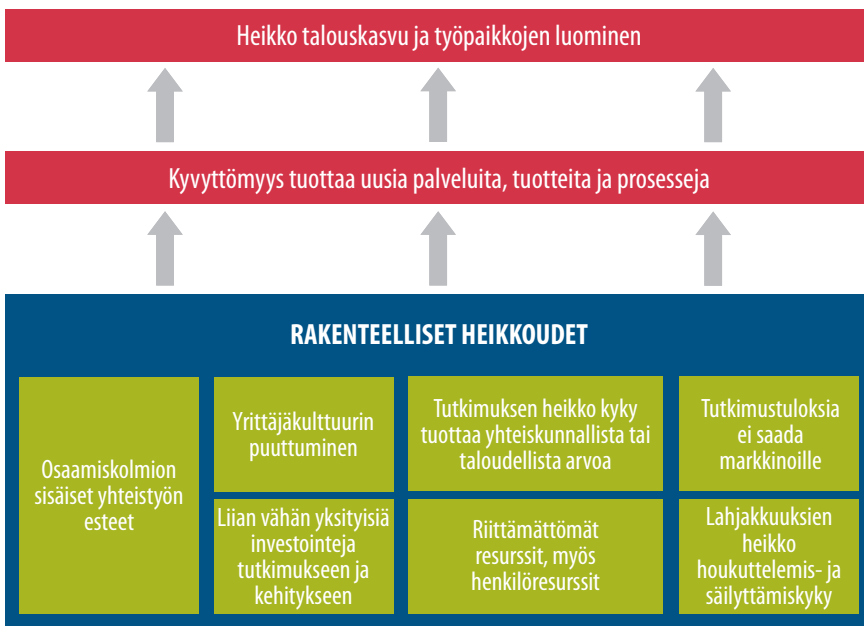 Heikko talouskasvu ja työpaikkojen luominen
Kyvyttömyys tuottaa uusia palveluita, tuotteita ja prosesseja
RAKENTEELLISET HEIKKOUDET
Osaamiskolmion
sisäiset yhteistyön
esteet
Yrittäjäkulttuurin
puuttuminen
Tutkimuksen heikko kyky
tuottaa yhteiskunnallista tai
taloudellista arvoa
Tutkimustuloksia
ei saada
markkinoille
Liian vähän yksityisiä
investointeja
tutkimukseen ja
kehitykseen
Riittämättömät
resurssit, myös
henkilöresurssit
Lahjakkuuksien
heikko
houkuttelemis- ja
säilyttämiskyky